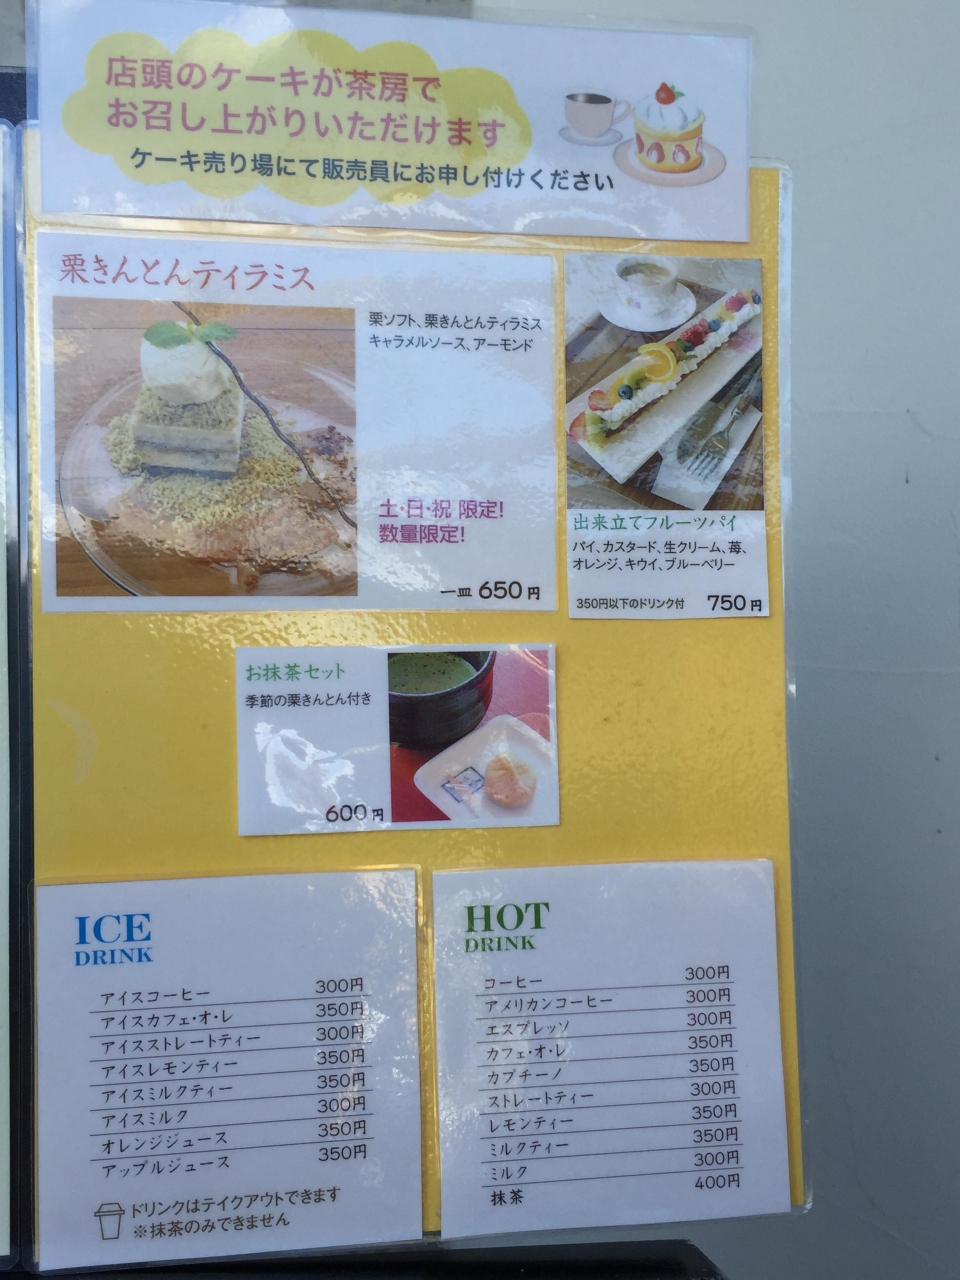 店頭のケーキが茶房で
お召し上がりいただけます
ケーキ売り場にて販売員にお申し付けください
栗きんとんティラミス
栗ソフト、栗きんとんティラミス
キャラメルソース、アーモンド
土・日・祝 限定!
数量限定!
一皿 650円
出来立てフルーツパイ
パイ、カスタード、生クリーム、苺、
オレンジ、キウイ、ブルーベリー
350円以下のドリンク付 750円
お抹茶セット
季節の栗きんとん付き
600円
ICE
DRINK
アイスコーヒー 300円
アイスカフェ・オ・レ 350円
アイスストレートティー 300円
アイスレモンティー 350円
アイスミルクティー 350円
アイスミルク 300円
オレンジジュース 350円
アップルジュース 350円
ドリンクはテイクアウトできます
※抹茶のみできません
HOT
DRINK
コーヒー 300円
アメリカンコーヒー 300円
エスプレッソ 300円
カフェ・オ・レ 350円
カプチーノ 350円
ストレートティー 300円
レモンティー 350円
ミルクティー 350円
ミルク 300円
抹茶 400円